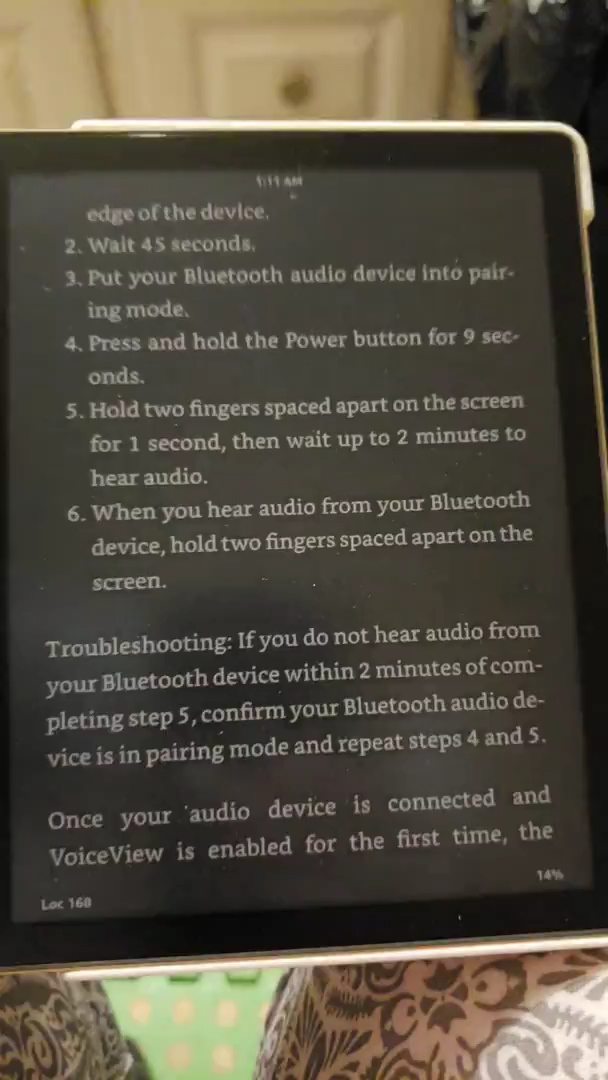 1:11 AM
edge of the device.
2. Wait 45 seconds.
3. Put your Bluetooth audio device into pair-
ing mode.
4. Press and hold the Power button for 9 sec-
onds.
5. Hold two fingers spaced apart on the screen
for 1 second, then wait up to 2 minutes to
hear audio.
6. When you hear audio from your Bluetooth
device, hold two fingers spaced apart on the
screen.
Troubleshooting: If you do not hear audio from
your Bluetooth device within 2 minutes of com-
pleting step 5, confirm your Bluetooth audio de-
vice is in pairing mode and repeat steps 4 and 5.
Once your audio device is connected and
VoiceView is enabled for the first time, the
14%
Loc 168